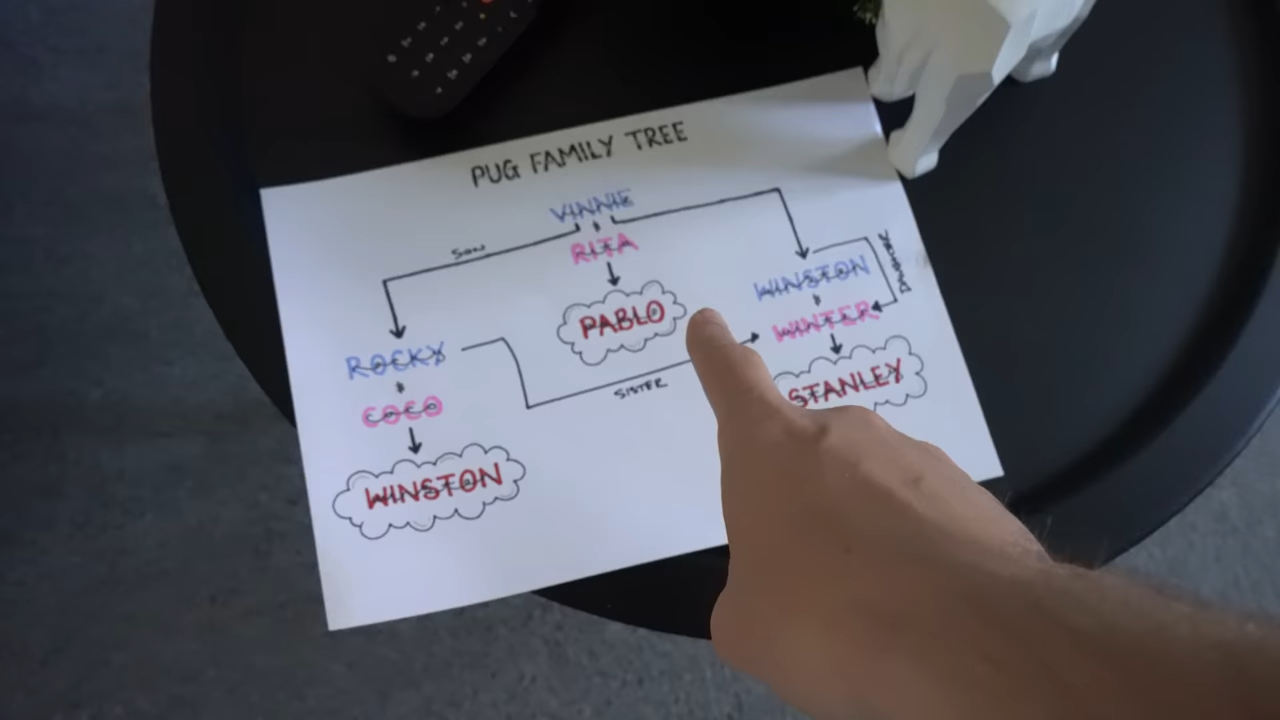 PUG FAMILY TREE
VINNIE
&
RITA
SON
PABLO
WINSTON
&
WINTER
DAUGHTER
STANLEY
ROCKY
&
COCO
SISTER
WINSTON